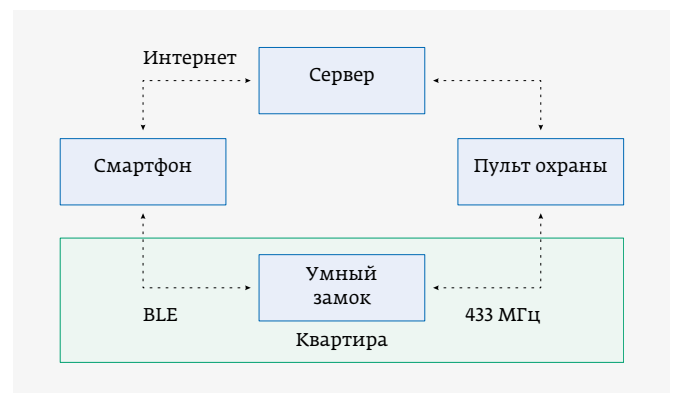 Интернет
Сервер
Смартфон
Пульт охраны
Умный
замок
BLE
433 МГц
Квартира